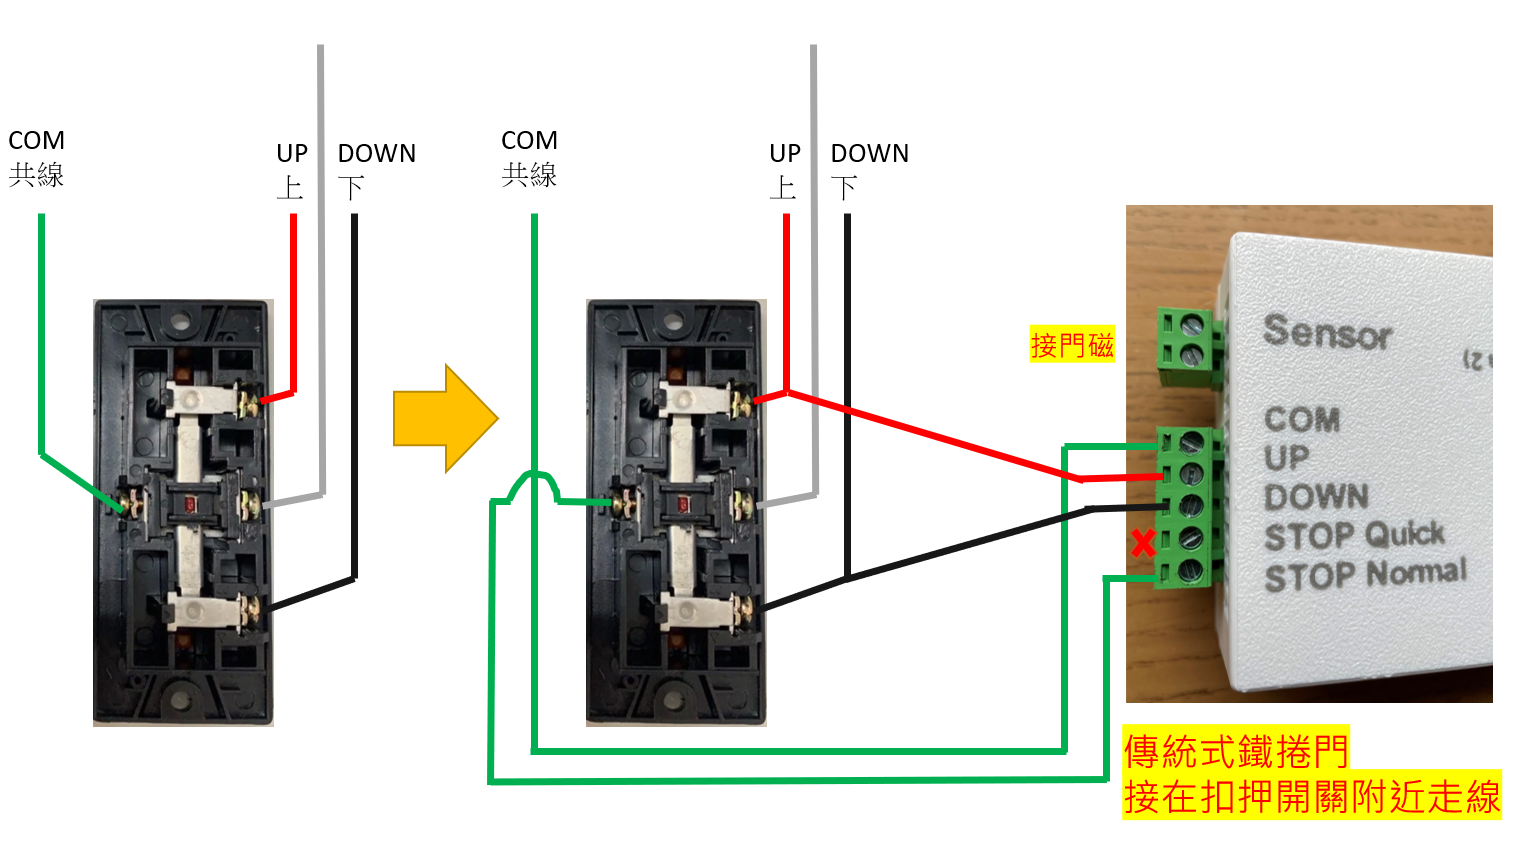 COM
共線
UP
上
DOWN
下
COM
共線
UP
上
DOWN
下
接門磁
Sensor
2)
COM
UP
DOWN
STOP Quick
STOP Normal
傳統式鐵捲門
接在扣押開關附近走線